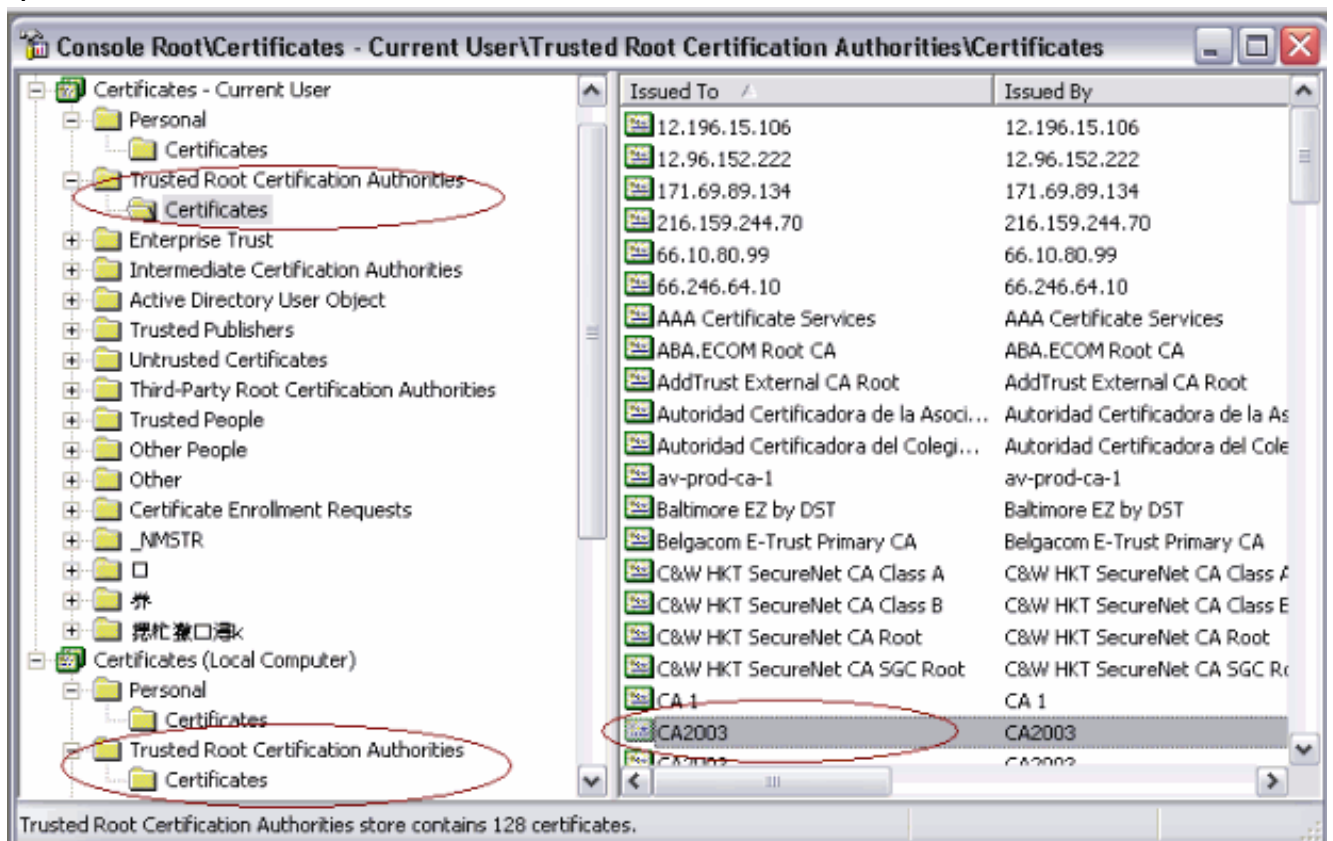 Console Root\Certificates - Current User\Trusted Root Certification Authorities\Certificates
Certificates - Current User
Personal
Certificates
Trusted Root Certification Authorities
Certificates
Enterprise Trust
Intermediate Certification Authorities
Active Directory User Object
Trusted Publishers
Untrusted Certificates
Third-Party Root Certification Authorities
Trusted People
Other People
Other
Certificate Enrollment Requests
_NMSTR
Certificates (Local Computer)
Personal
Certificates
Trusted Root Certification Authorities
Certificates
Issued To Issued By
12.196.15.106 12.196.15.106
12.96.152.222 12.96.152.222
171.69.89.134 171.69.89.134
216.159.244.70 216.159.244.70
66.10.80.99 66.10.80.99
66.246.64.10 66.246.64.10
AAA Certificate Services AAA Certificate Services
ABA.ECOM Root CA ABA.ECOM Root CA
AddTrust External CA Root AddTrust External CA Root
Autoridad Certificadora de la Asoci... Autoridad Certificadora de la As
Autoridad Certificadora del Colegi... Autoridad Certificadora del Cole
av-prod-ca-1 av-prod-ca-1
Baltimore EZ by DST Baltimore EZ by DST
Belgacom E-Trust Primary CA Belgacom E-Trust Primary CA
C&W HKT SecureNet CA Class A C&W HKT SecureNet CA Class A
C&W HKT SecureNet CA Class B C&W HKT SecureNet CA Class B
C&W HKT SecureNet CA Root C&W HKT SecureNet CA Root
C&W HKT SecureNet CA SGC Root C&W HKT SecureNet CA SGC Ro
CA 1 CA 1
CA2003 CA2003
CA2003 CA2003
Trusted Root Certification Authorities store contains 128 certificates.